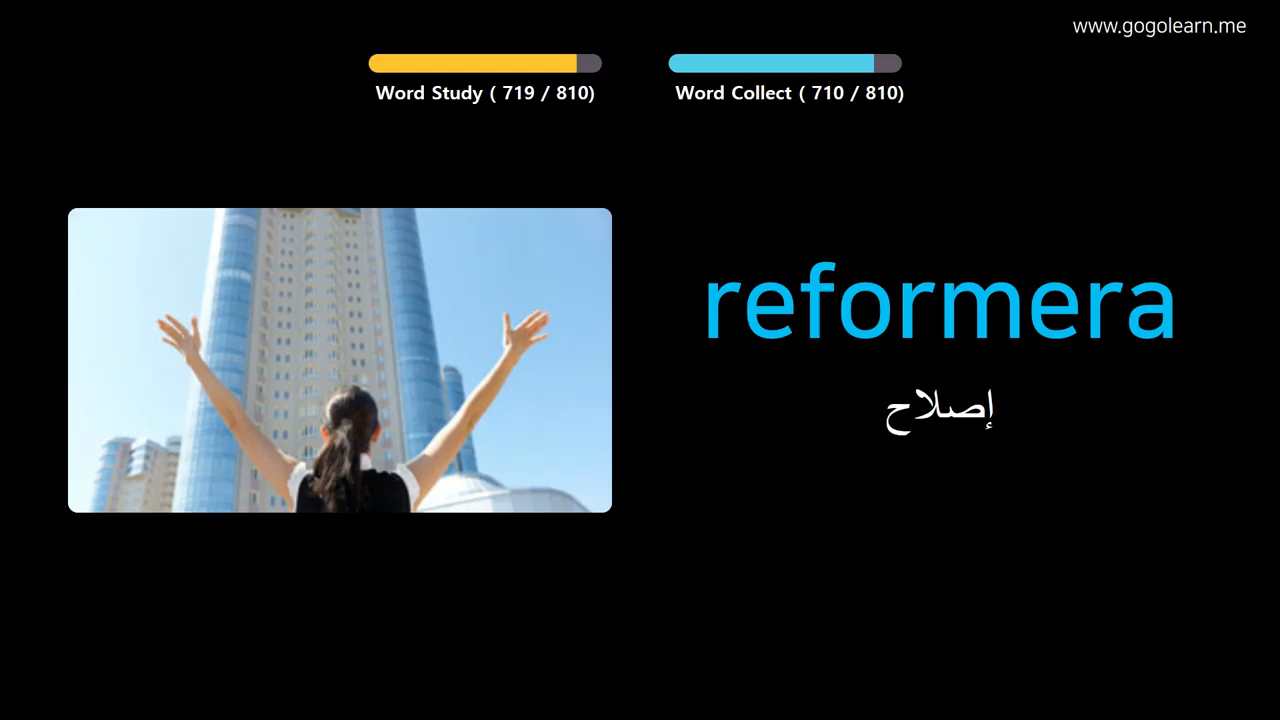 www.gogolearn.me
Word Study ( 719 / 810)
Word Collect ( 710 / 810)
reformera
إصلاح